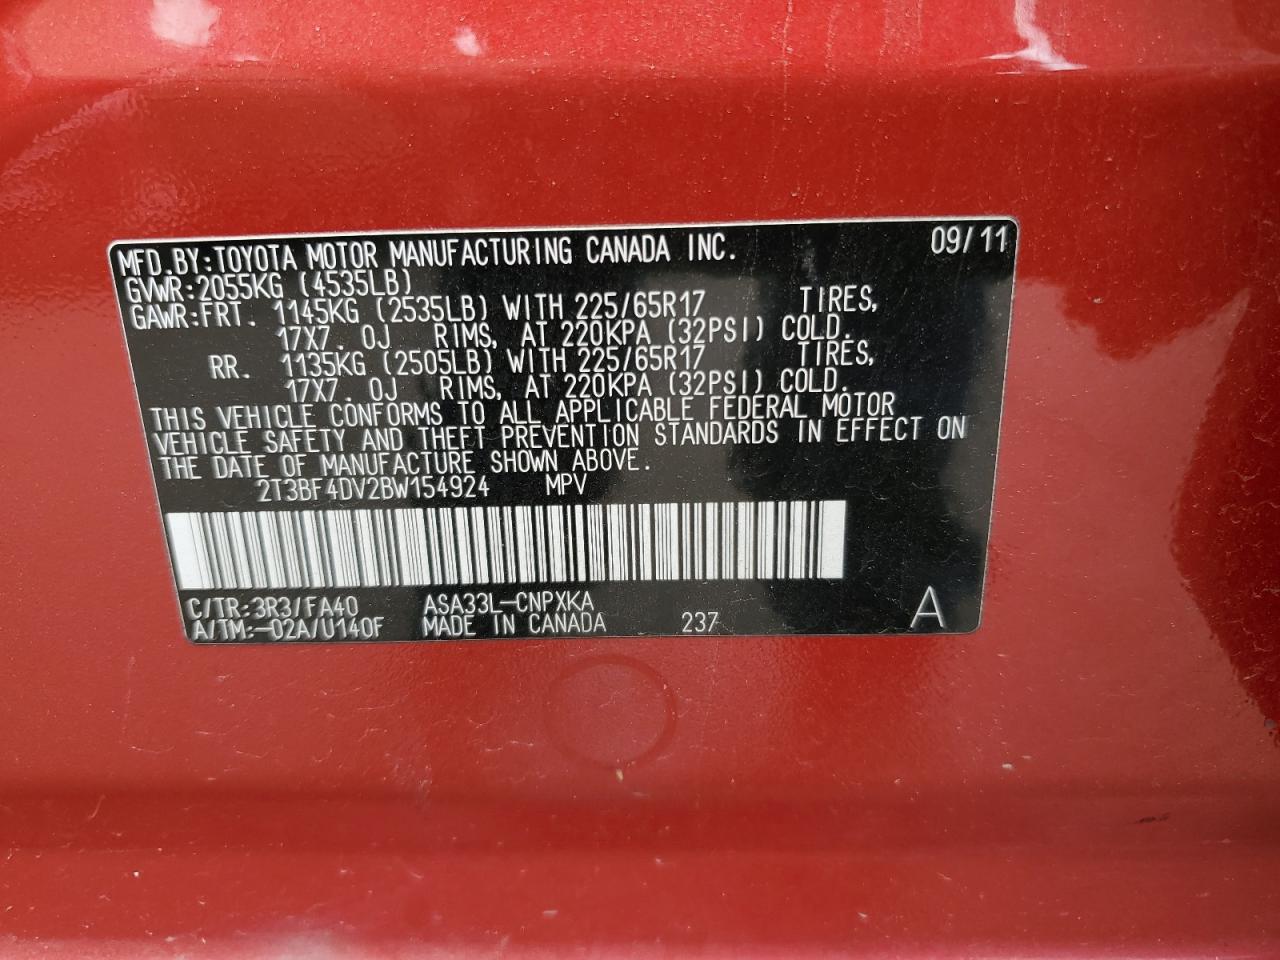 MFD.BY:TOYOTA MOTOR MANUFACTURING CANADA INC. 09/11
GVWR:2055KG (4535LB)
GAWR:FRT. 1145KG (2535LB) WITH 225/65R17 TIRES,
17X7.0J RIMS, AT 220KPA (32PSI) COLD.
RR. 1135KG (2505LB) WITH 225/65R17 TIRES,
17X7.0J RIMS, AT 220KPA (32PSI) COLD.
THIS VEHICLE CONFORMS TO ALL APPLICABLE FEDERAL MOTOR
VEHICLE SAFETY AND THEFT PREVENTION STANDARDS IN EFFECT ON
THE DATE OF MANUFACTURE SHOWN ABOVE.
2T3BF4DV2BW154924 MPV
C/TR:3R3/FA40 ASA33L-CNPXKA
A/TM:-02A/U140F MADE IN CANADA 237 A